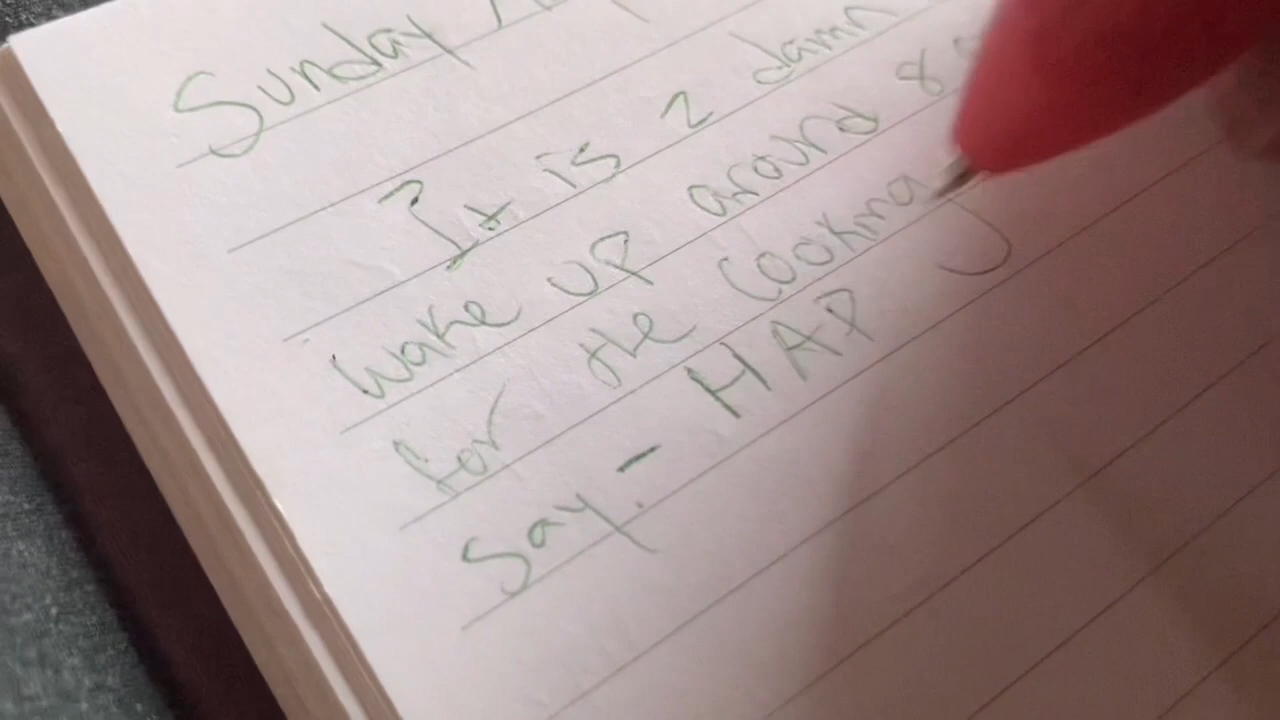 Sunday
It is 2 damn
wake up around 8
for the cooking
say. - HAP